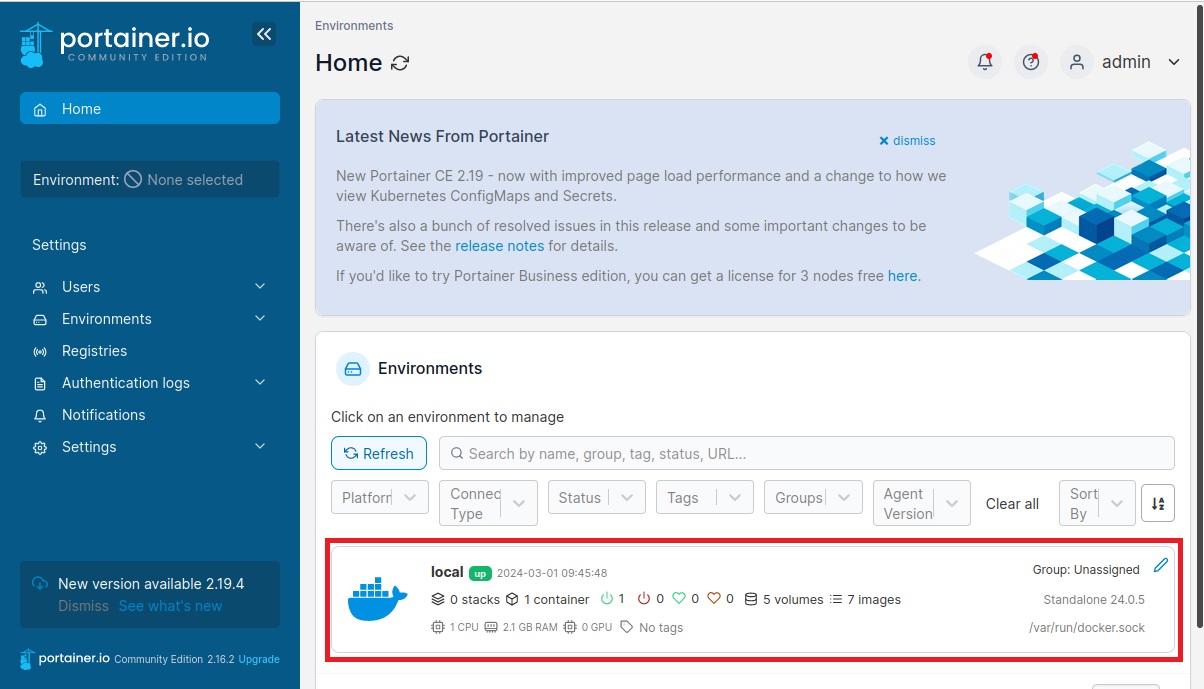 portainer.io
COMMUNITY EDITION
Home
Environment: None selected
Settings
Users
Environments
Registries
Authentication logs
Notifications
Settings
New version available 2.19.4
Dismiss See what's new
portainer.io Community Edition 2.16.2 Upgrade
Environments
Home
admin
Latest News From Portainer
dismiss
New Portainer CE 2.19 - now with improved page load performance and a change to how we
view Kubernetes ConfigMaps and Secrets.
There's also a bunch of resolved issues in this release and some important changes to be
aware of. See the release notes for details.
If you'd like to try Portainer Business edition, you can get a license for 3 nodes free here.
Environments
Click on an environment to manage
Refresh
Search by name, group, tag, status, URL...
Platforn
Connec
Type
Status
Tags
Groups
Agent
Version
Clear all
Sort
By
local up 2024-03-01 09:45:48
Group: Unassigned
0 stacks 1 container 1 0 0 0 5 volumes 7 images
Standalone 24.0.5
1 CPU 2.1 GB RAM 0 GPU No tags
/var/run/docker.sock